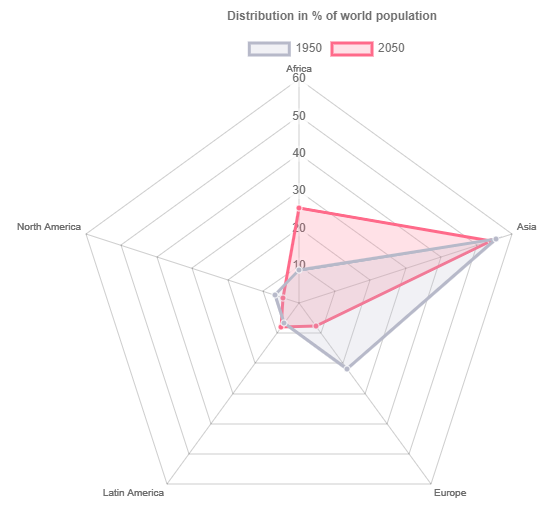 Distribution in % of world population
1950 2050
Africa
60
50
40
30
20
10
North America
Asia
Latin America
Europe